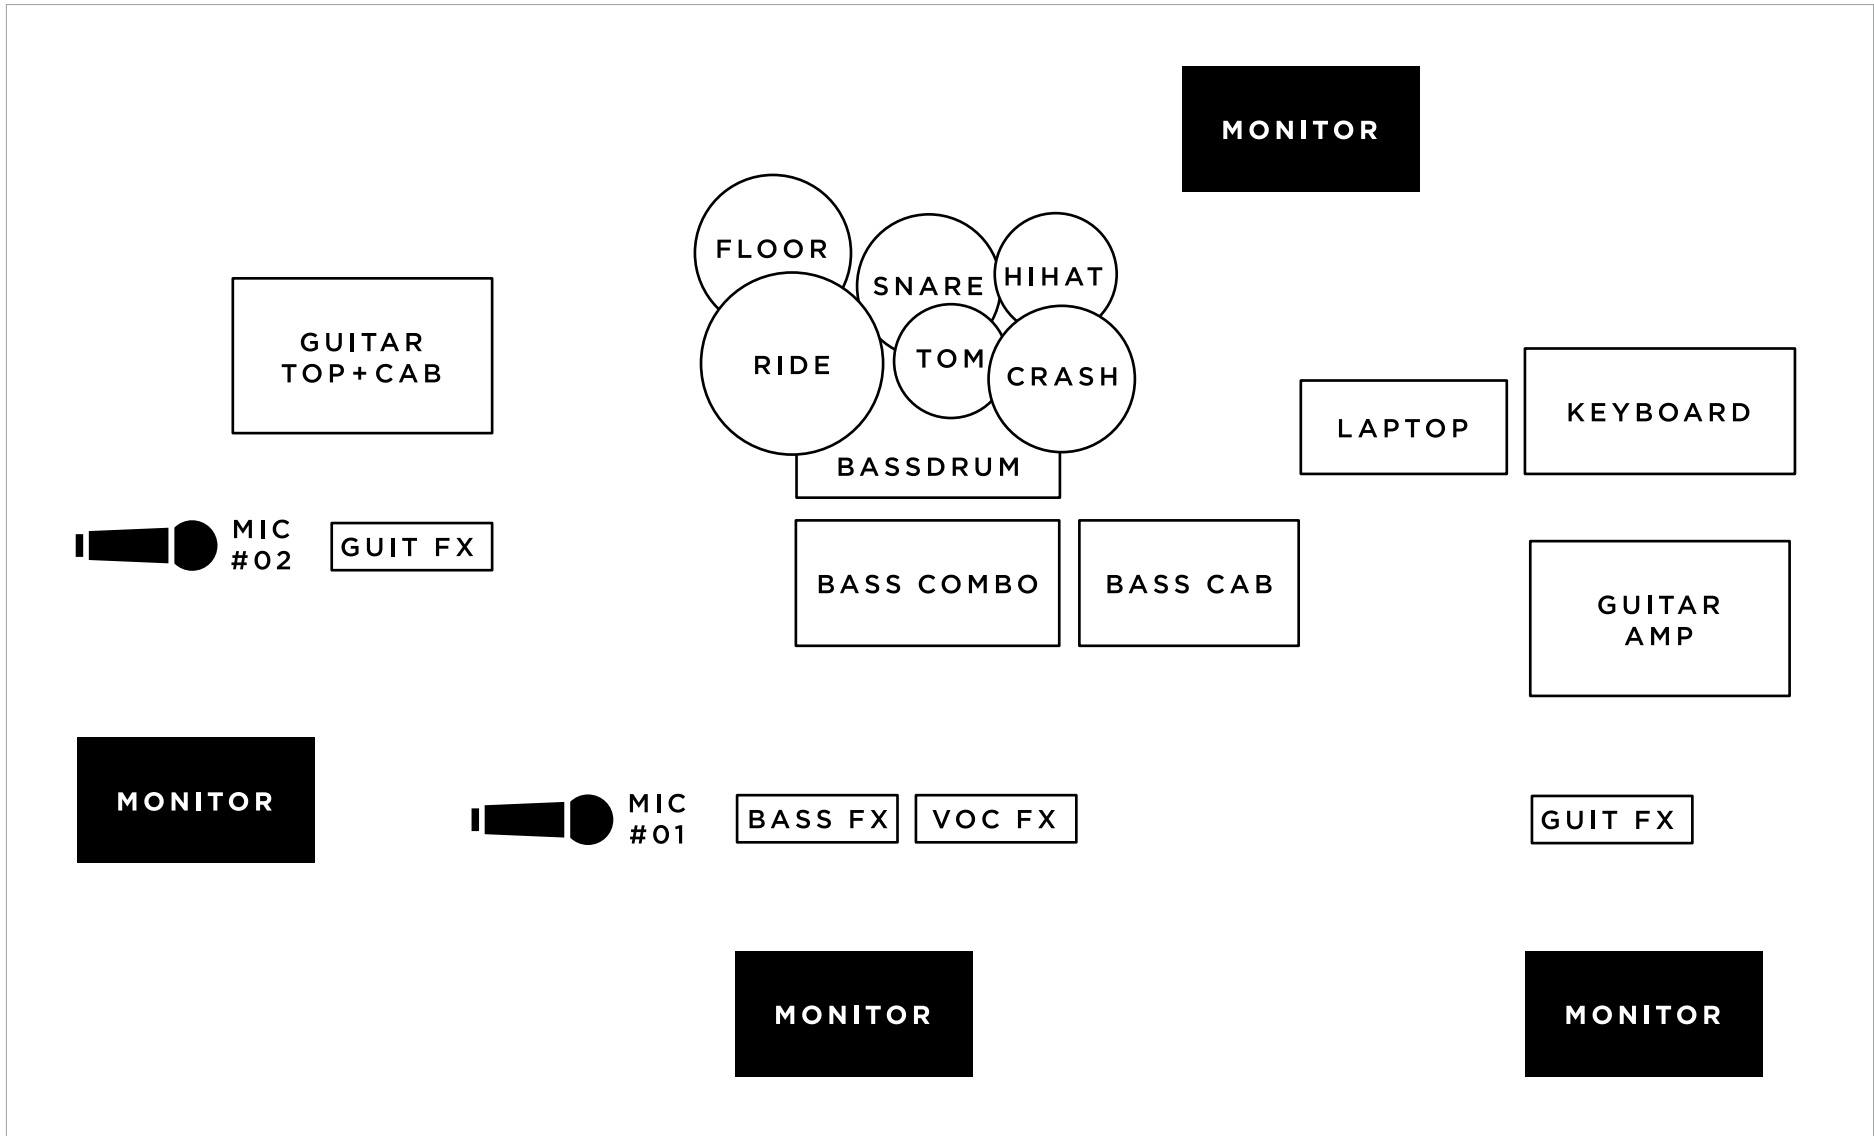 MONITOR
FLOOR
SNARE
HIHAT
GUITAR
TOP+CAB
RIDE
TOM
CRASH
LAPTOP
KEYBOARD
BASSDRUM
MIC
#02
GUIT FX
BASS COMBO
BASS CAB
GUITAR
AMP
MONITOR
MIC
#01
BASS FX
VOC FX
GUIT FX
MONITOR
MONITOR